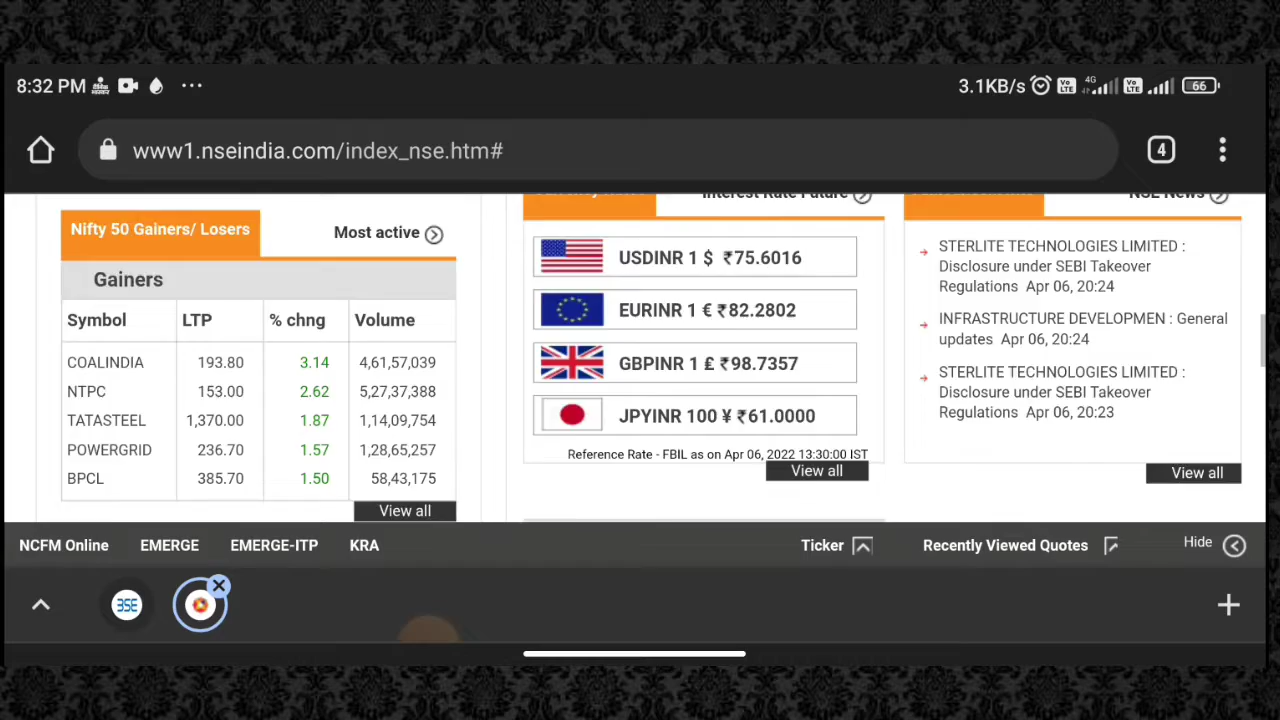 8:32 PM
3.1KB/s 4G Vo LTE Vo LTE 66
www1.nseindia.com/index_nse.htm#
4
Nifty 50 Gainers/ Losers
Most active
Gainers
Symbol LTP % chng Volume
COALINDIA 193.80 3.14 4,61,57,039
NTPC 153.00 2.62 5,27,37,388
TATASTEEL 1,370.00 1.87 1,14,09,754
POWERGRID 236.70 1.57 1,28,65,257
BPCL 385.70 1.50 58,43,175
View all
Interest Rate Future
USDINR 1 $ ₹75.6016
EURINR 1 € ₹82.2802
GBPINR 1 £ ₹98.7357
JPYINR 100 ¥ ₹61.0000
Reference Rate - FBIL as on Apr 06, 2022 13:30:00 IST
View all
NSE News
STERLITE TECHNOLOGIES LIMITED :
Disclosure under SEBI Takeover
Regulations Apr 06, 20:24
INFRASTRUCTURE DEVELOPMEN : General
updates Apr 06, 20:24
STERLITE TECHNOLOGIES LIMITED :
Disclosure under SEBI Takeover
Regulations Apr 06, 20:23
View all
NCFM Online EMERGE EMERGE-ITP KRA Ticker Recently Viewed Quotes Hide
BSE